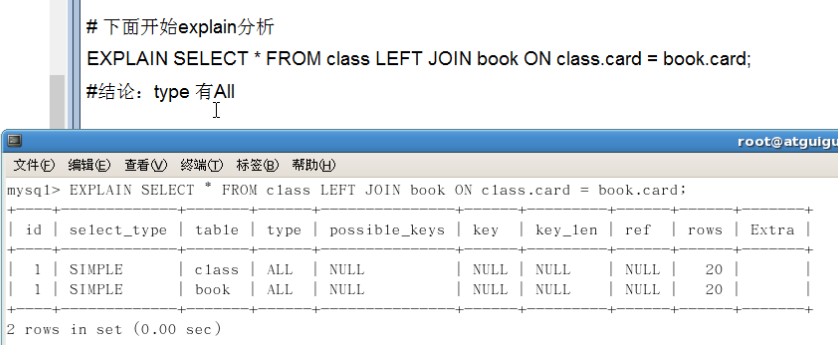 # 下面开始explain分析
EXPLAIN SELECT * FROM class LEFT JOIN book ON class.card = book.card;
#结论：type 有All
root@atguigu
文件(F) 编辑(E) 查看(V) 终端(T) 标签(B) 帮助(H)
mysql> EXPLAIN SELECT * FROM class LEFT JOIN book ON class.card = book.card;
+----+-------------+-------+------+---------------+------+---------+------+------+-------+
| id | select_type | table | type | possible_keys | key | key_len | ref | rows | Extra |
+----+-------------+-------+------+---------------+------+---------+------+------+-------+
| 1 | SIMPLE | class | ALL | NULL | NULL | NULL | NULL | 20 | |
| 1 | SIMPLE | book | ALL | NULL | NULL | NULL | NULL | 20 | |
+----+-------------+-------+------+---------------+------+---------+------+------+-------+
2 rows in set (0.00 sec)